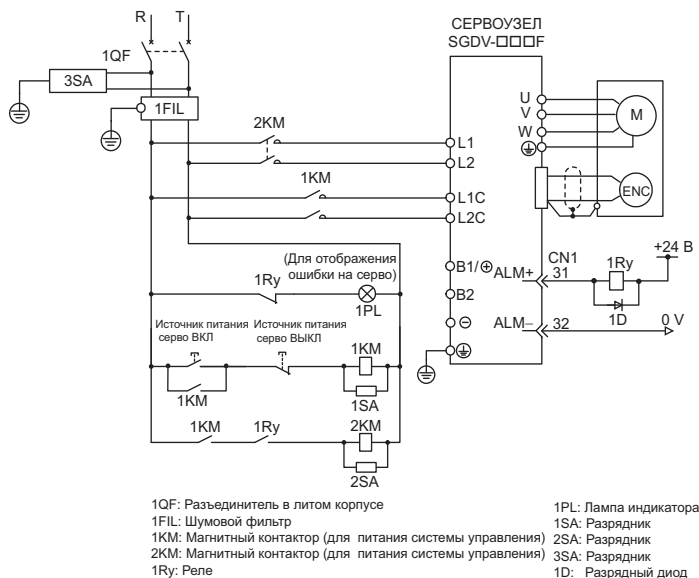 R
T
СЕРВОУЗЕЛ
SGDV-□□□F
1QF
3SA
1FIL
2KM
U
V
W
M
L1
L2
1KM
L1C
L2C
ENC
(Для отображения
ошибки на серво)
1Ry
1PL
B1/⊕
B2
⊖
ALM+
CN1
31
1Ry
+24 В
1D
ALM–
32
0 V
Источник питания
серво ВКЛ
Источник питания
серво ВЫКЛ
1KM
1KM
1SA
1KM
1Ry
2KM
2SA
1QF: Разъединитель в литом корпусе
1FIL: Шумовой фильтр
1KM: Магнитный контактор (для питания системы управления)
2KM: Магнитный контактор (для питания системы управления)
1Ry: Реле
1PL: Лампа индикатора
1SA: Разрядник
2SA: Разрядник
3SA: Разрядник
1D: Разрядный диод